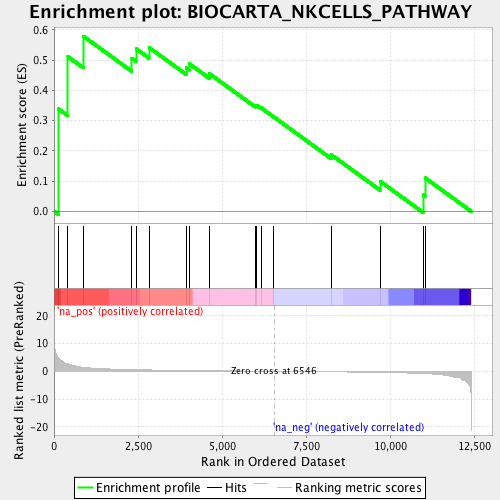 Enrichment plot: BIOCARTA_NKCELLS_PATHWAY
Enrichment score (ES)
0.6
0.5
0.4
0.3
0.2
0.1
0.0
'na_pos' (positively correlated)
Ranked list metric (PreRanked)
20
10
0
-10
-20
Zero cross at 6546
'na_neg' (negatively correlated)
0
2,500
5,000
7,500
10,000
12,500
Rank in Ordered Dataset
Enrichment profile
Hits
Ranking metric scores